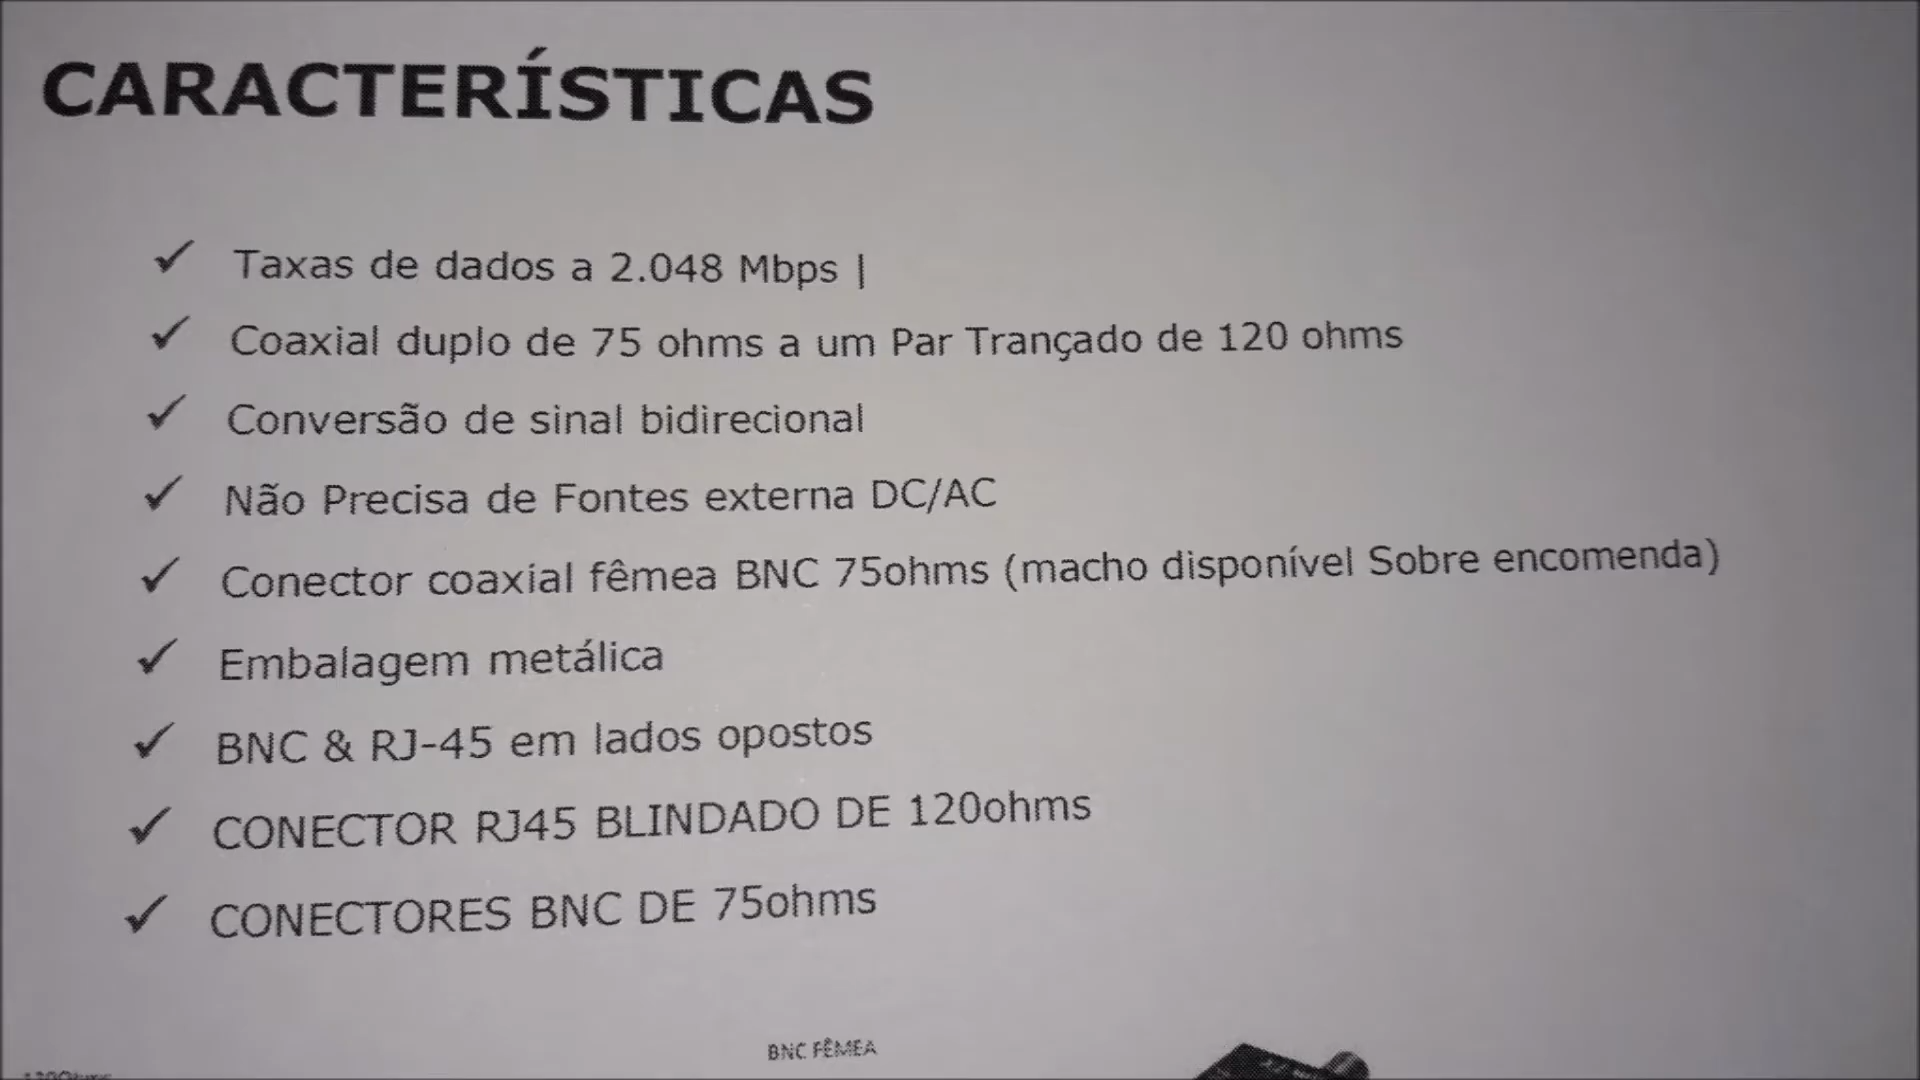 CARACTERÍSTICAS
✓ Taxas de dados a 2.048 Mbps |
✓ Coaxial duplo de 75 ohms a um Par Trançado de 120 ohms
✓ Conversão de sinal bidirecional
✓ Não Precisa de Fontes externa DC/AC
✓ Conector coaxial fêmea BNC 75ohms (macho disponível Sobre encomenda)
✓ Embalagem metálica
✓ BNC & RJ-45 em lados opostos
✓ CONECTOR RJ45 BLINDADO DE 120ohms
✓ CONECTORES BNC DE 75ohms
BNC FÊMEA